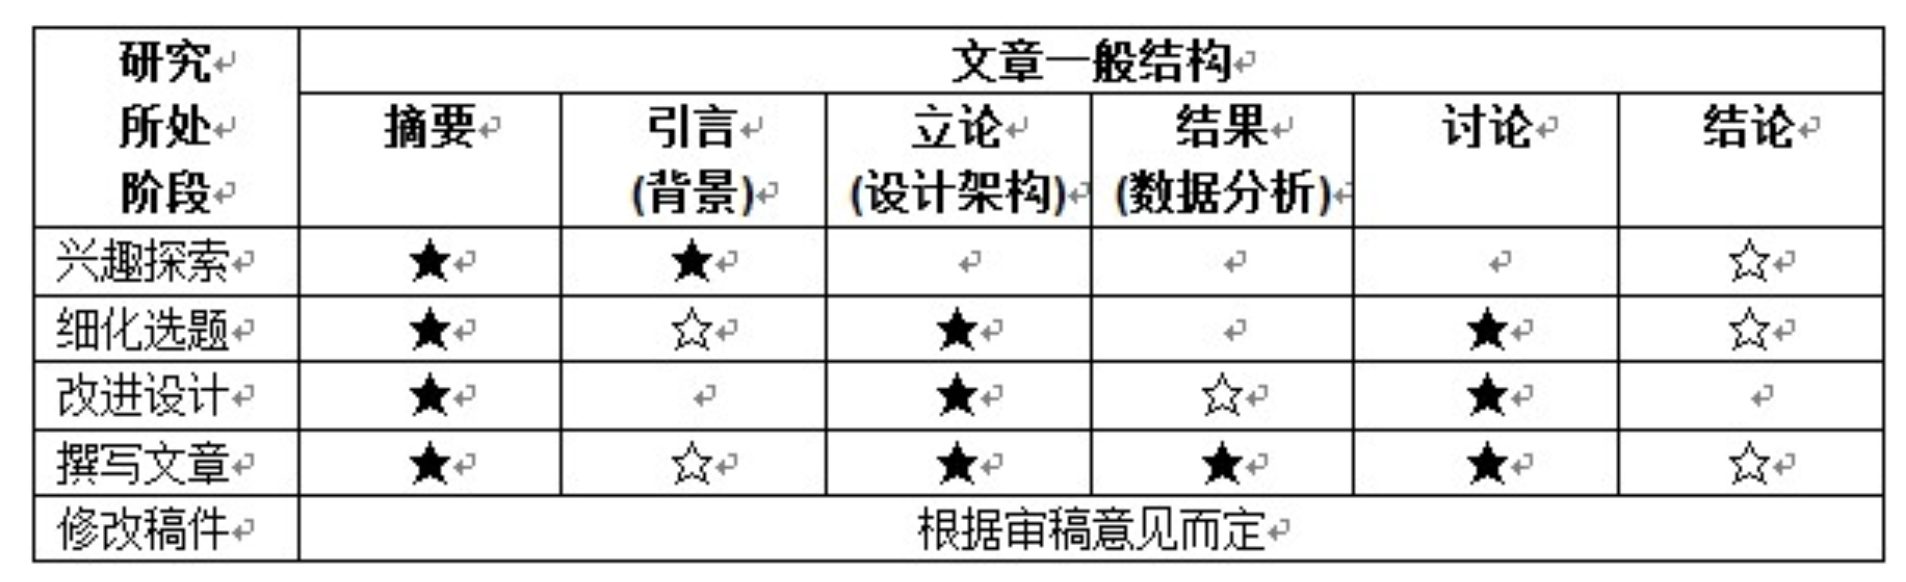 研究
所处
阶段
文章一般结构
摘要
引言
(背景)
立论
(设计架构)
结果
(数据分析)
讨论
结论
兴趣探索 ★ ★ ☆
细化选题 ★ ☆ ★ ★ ☆
改进设计 ★ ★ ☆ ★
撰写文章 ★ ☆ ★ ★ ★ ☆
修改稿件 根据审稿意见而定